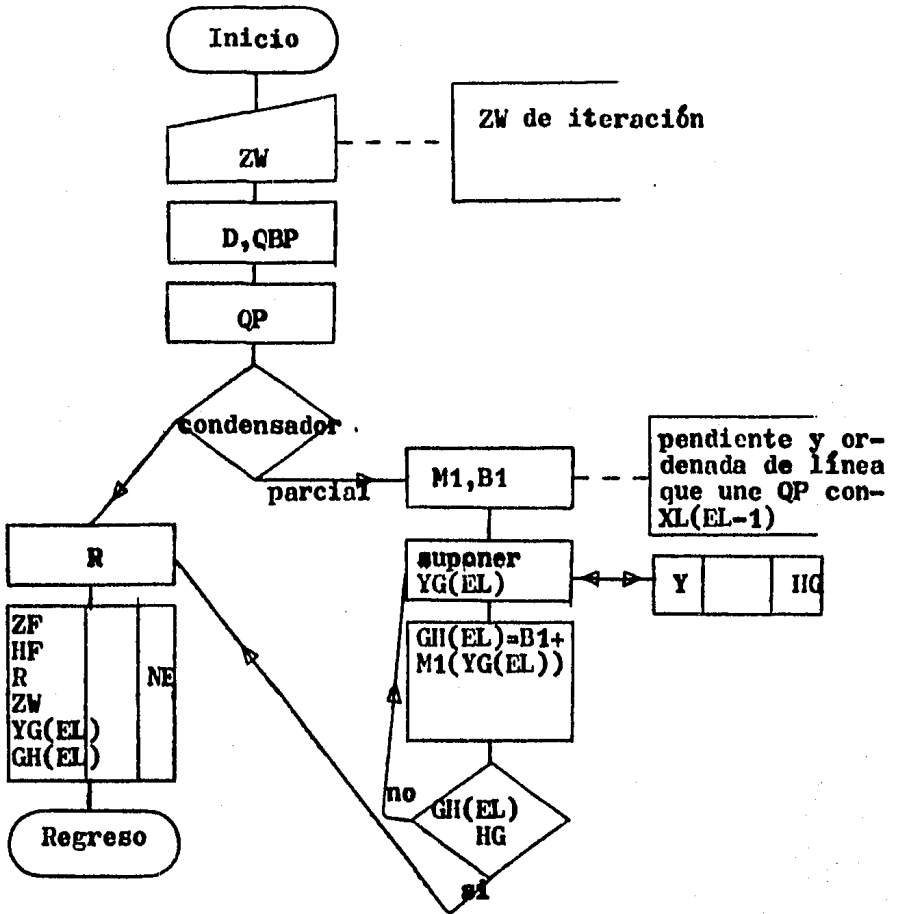 Inicio
ZW
ZW de iteración
D,QBP
QP
condensador
parcial
M1,B1
pendiente y or-
denada de línea
que une QP con-
XL(EL-1)
R
suponer
YG(EL)
Y
HG
GH(EL)=B1+
M1(YG(EL))
ZF
HF
R
ZW
YG(EL)
GH(EL)
NE
no
GH(EL)
HG
si
Regreso